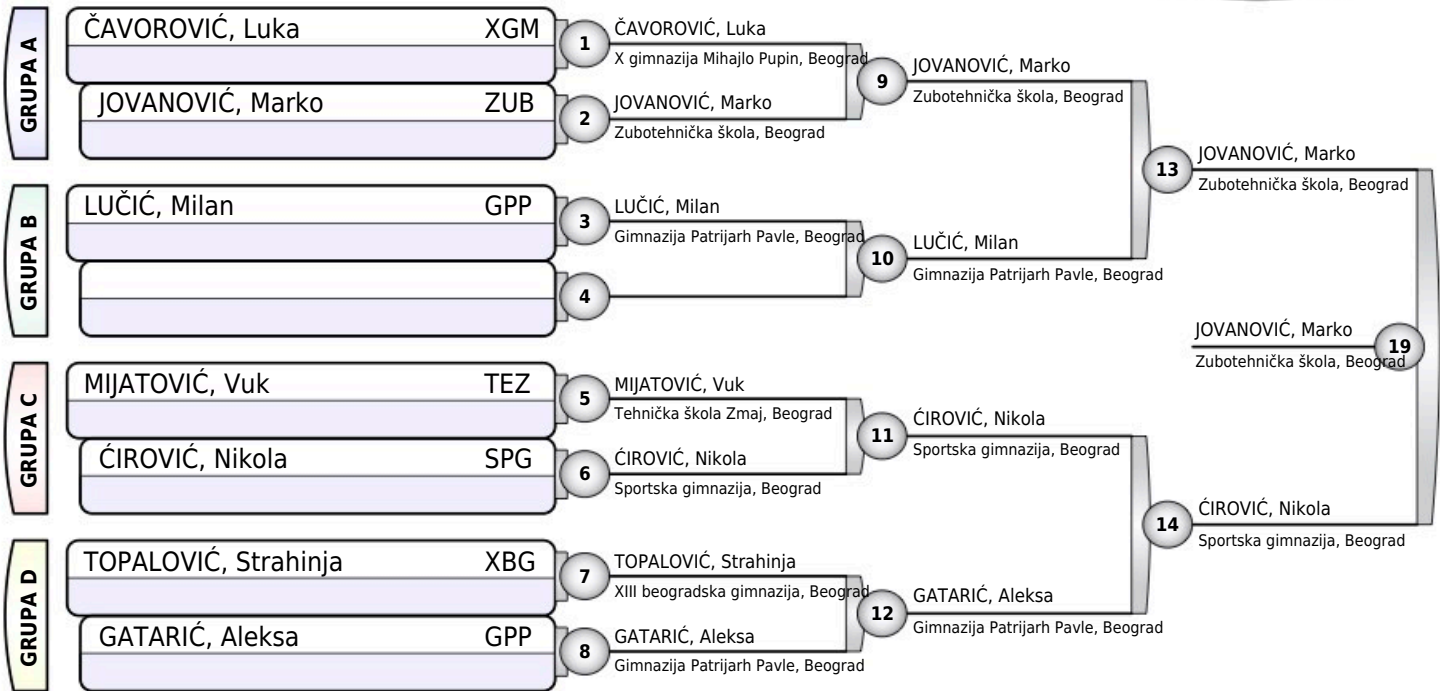 GRUPA A
ČAVOROVIĆ, Luka XGM
JOVANOVIĆ, Marko ZUB
1
ČAVOROVIĆ, Luka
X gimnazija Mihajlo Pupin, Beograd
2
JOVANOVIĆ, Marko
Zubotehnička škola, Beograd
9
JOVANOVIĆ, Marko
Zubotehnička škola, Beograd
GRUPA B
LUČIĆ, Milan GPP
3
LUČIĆ, Milan
Gimnazija Patrijarh Pavle, Beograd
4
10
LUČIĆ, Milan
Gimnazija Patrijarh Pavle, Beograd
13
JOVANOVIĆ, Marko
Zubotehnička škola, Beograd
GRUPA C
MIJATOVIĆ, Vuk TEZ
ĆIROVIĆ, Nikola SPG
5
MIJATOVIĆ, Vuk
Tehnička škola Zmaj, Beograd
6
ĆIROVIĆ, Nikola
Sportska gimnazija, Beograd
11
ĆIROVIĆ, Nikola
Sportska gimnazija, Beograd
GRUPA D
TOPALOVIĆ, Strahinja XBG
GATARIĆ, Aleksa GPP
7
TOPALOVIĆ, Strahinja
XIII beogradska gimnazija, Beograd
8
GATARIĆ, Aleksa
Gimnazija Patrijarh Pavle, Beograd
12
GATARIĆ, Aleksa
Gimnazija Patrijarh Pavle, Beograd
14
ĆIROVIĆ, Nikola
Sportska gimnazija, Beograd
JOVANOVIĆ, Marko
Zubotehnička škola, Beograd
19